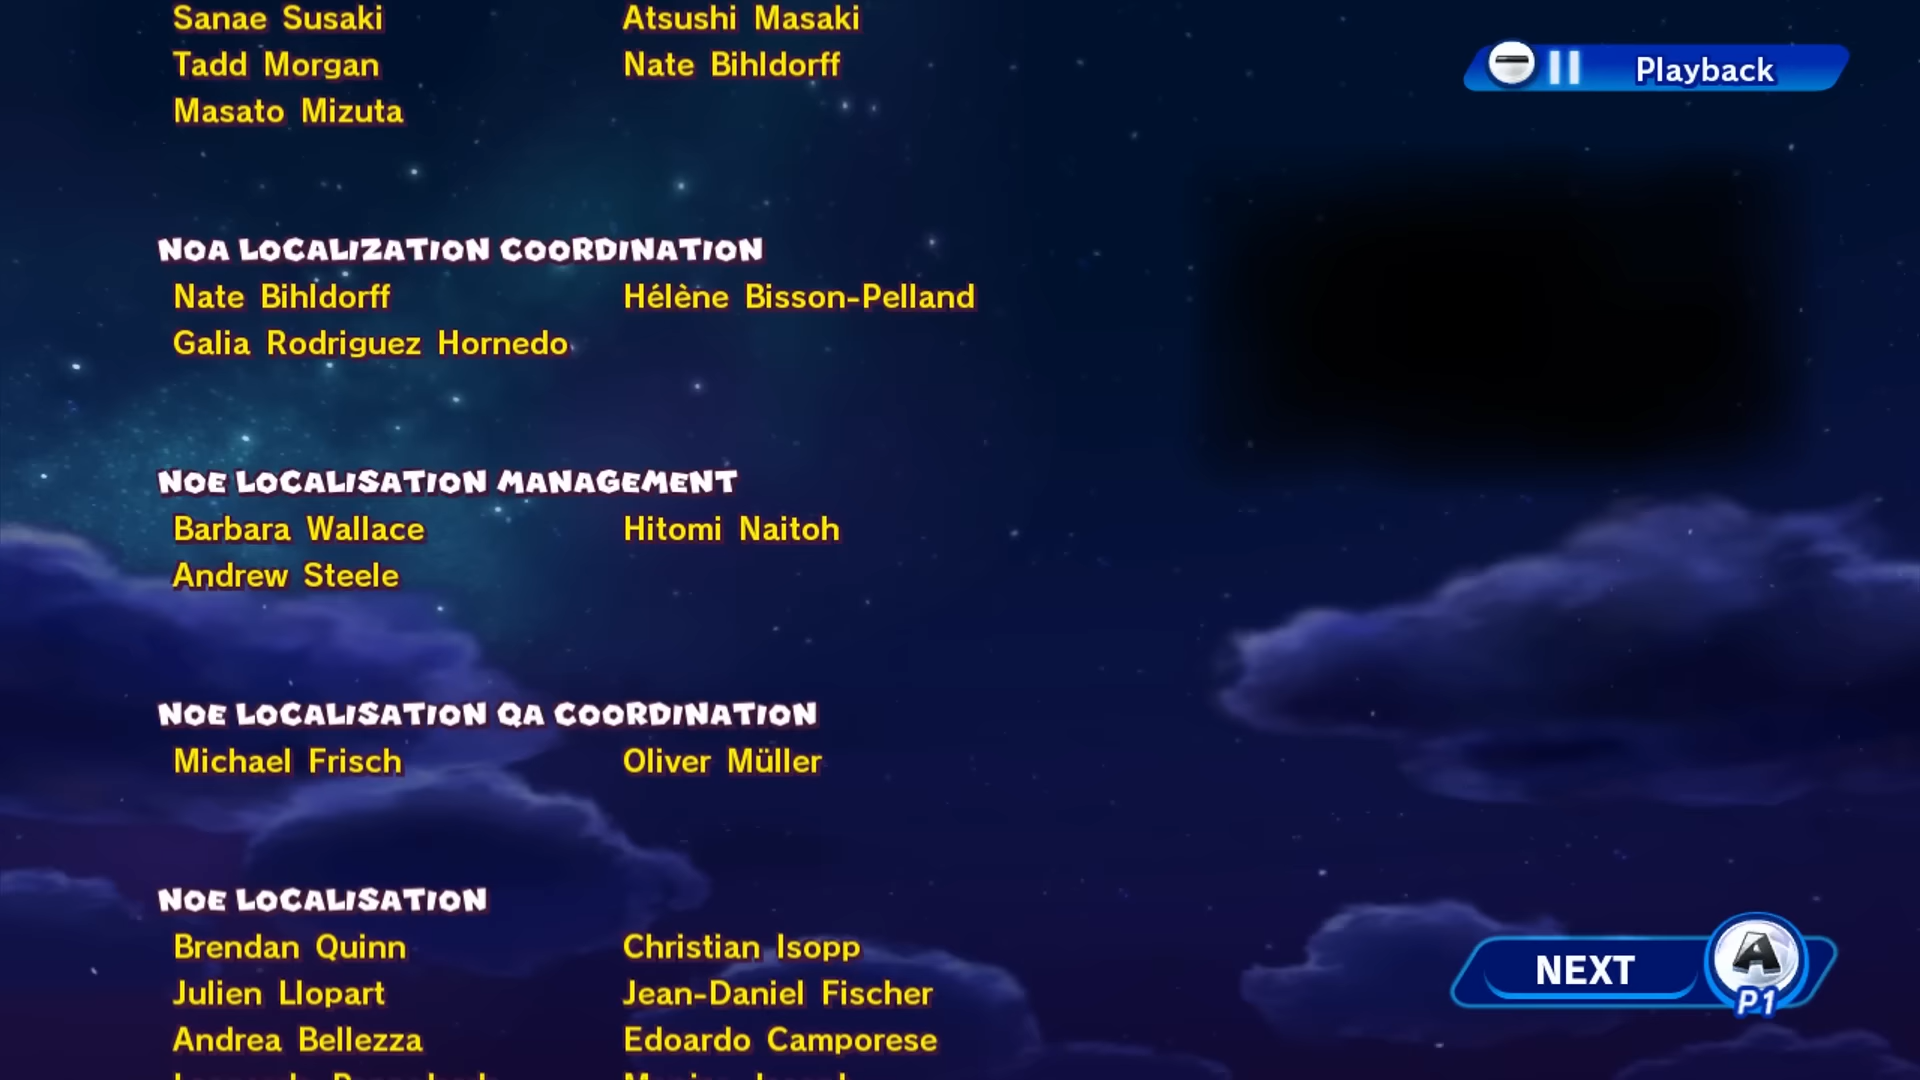 Sanae Susaki Atsushi Masaki
Tadd Morgan Nate Bihldorff
Masato Mizuta
Playback
NOA LOCALIZATION COORDINATION
Nate Bihldorff Hélène Bisson-Pelland
Galia Rodriguez Hornedo
NOE LOCALISATION MANAGEMENT
Barbara Wallace Hitomi Naitoh
Andrew Steele
NOE LOCALISATION QA COORDINATION
Michael Frisch Oliver Müller
NOE LOCALISATION
Brendan Quinn Christian Isopp
Julien Llopart Jean-Daniel Fischer
Andrea Bellezza Edoardo Camporese
NEXT A
P1